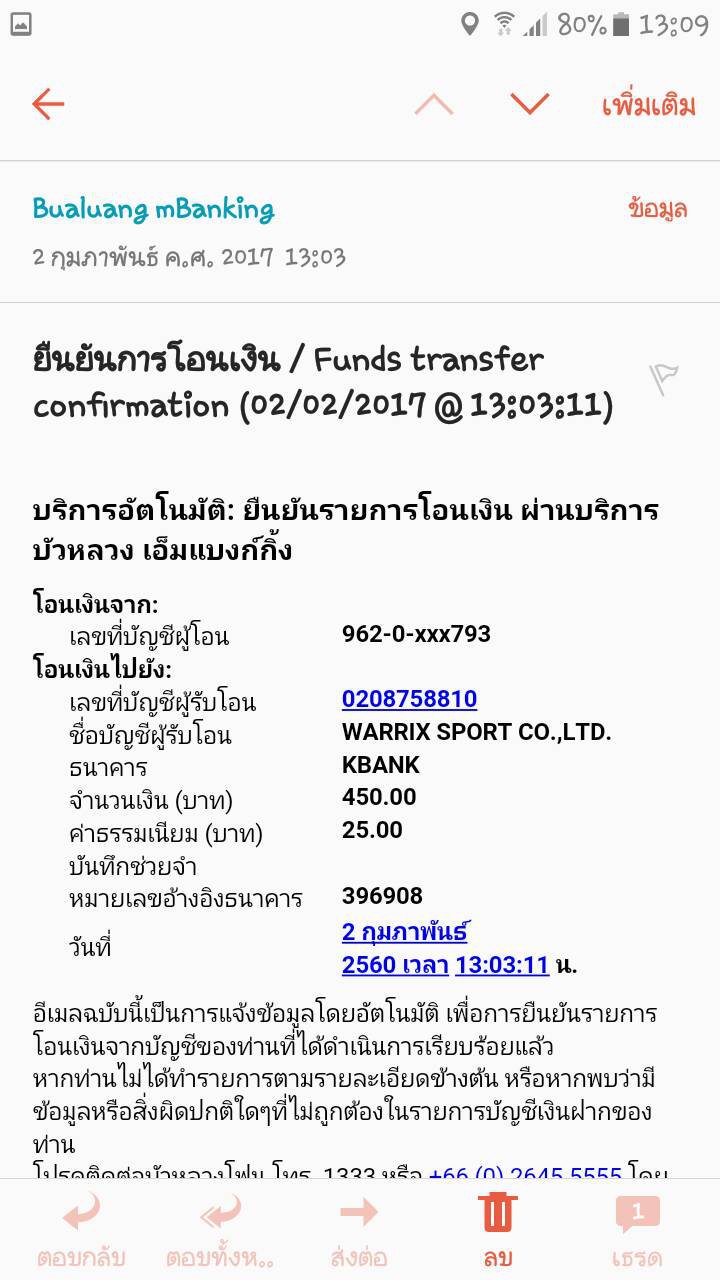 80% 13:09
เพิ่มเติม
Bualuang mBanking
ข้อมูล
2 กุมภาพันธ์ ค.ศ. 2017 13:03
ยืนยันการโอนเงิน / Funds transfer
confirmation (02/02/2017 @ 13:03:11)
บริการอัตโนมัติ: ยืนยันรายการโอนเงิน ผ่านบริการ
บัวหลวง เอ็มแบงก์กิ้ง
โอนเงินจาก:
เลขที่บัญชีผู้โอน 962-0-xxx793
โอนเงินไปยัง:
เลขที่บัญชีผู้รับโอน 0208758810
ชื่อบัญชีผู้รับโอน WARRIX SPORT CO.,LTD.
ธนาคาร KBANK
จำนวนเงิน (บาท) 450.00
ค่าธรรมเนียม (บาท) 25.00
บันทึกช่วยจำ
หมายเลขอ้างอิงธนาคาร 396908
วันที่ 2 กุมภาพันธ์
2560 เวลา 13:03:11 น.
อีเมลฉบับนี้เป็นการแจ้งข้อมูลโดยอัตโนมัติ เพื่อการยืนยันรายการ
โอนเงินจากบัญชีของท่านที่ได้ดำเนินการเรียบร้อยแล้ว
หากท่านไม่ได้ทำรายการตามรายละเอียดข้างต้น หรือหากพบว่ามี
ข้อมูลหรือสิ่งผิดปกติใดๆที่ไม่ถูกต้องในรายการบัญชีเงินฝากของ
ท่าน
โปรดติดต่อบัวหลวงโฟน โทร. 1333 หรือ +66 (0) 2645 5555 โดย
ตอบกลับ ตอบทั้งห.. ส่งต่อ ลบ 1 เธรด